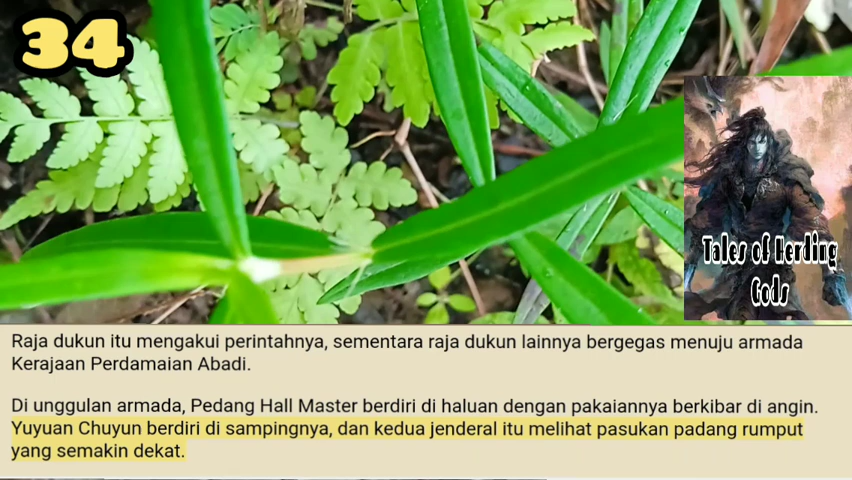 34
Tales of Herding
Gods
Raja dukun itu mengakui perintahnya, sementara raja dukun lainnya bergegas menuju armada
Kerajaan Perdamaian Abadi.
Di unggulan armada, Pedang Hall Master berdiri di haluan dengan pakaiannya berkibar di angin.
Yuyuan Chuyun berdiri di sampingnya, dan kedua jenderal itu melihat pasukan padang rumput
yang semakin dekat.